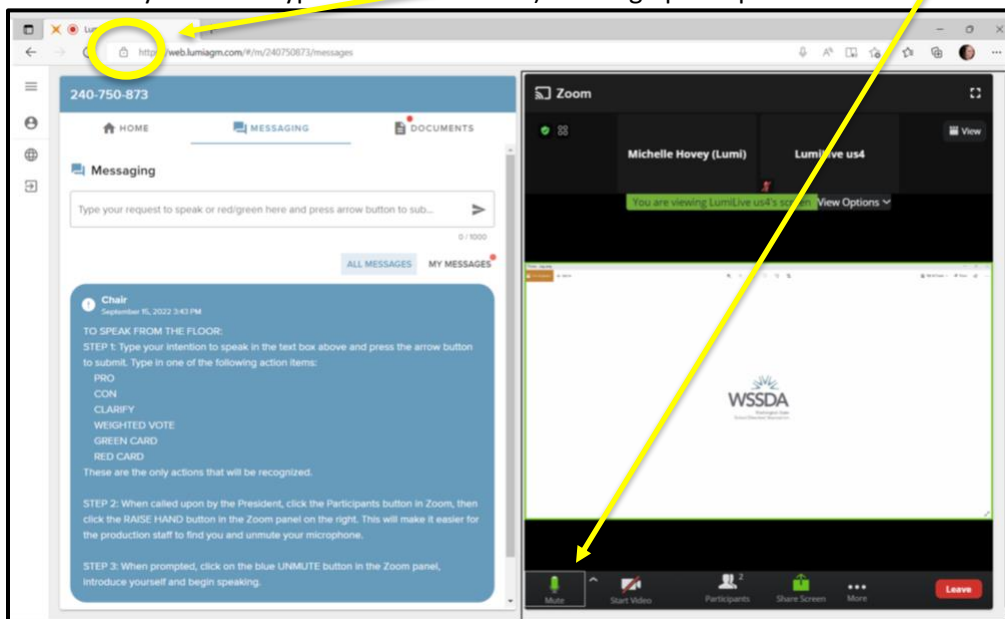 240-750-873
HOME
MESSAGING
DOCUMENTS
Messaging
Type your request to speak or red/green here and press arrow button to sub...
0 / 1000
ALL MESSAGES
MY MESSAGES
Chair
September 15, 2022 3:43 PM
TO SPEAK FROM THE FLOOR:
STEP 1: Type your intention to speak in the text box above and press the arrow button
to submit. Type in one of the following action items:
PRO
CON
CLARIFY
WEIGHTED VOTE
GREEN CARD
RED CARD
These are the only actions that will be recognized.
STEP 2: When called upon by the President, click the Participants button in Zoom, then
click the RAISE HAND button in the Zoom panel on the right. This will make it easier for
the production staff to find you and unmute your microphone.
STEP 3: When prompted, click on the blue UNMUTE button in the Zoom panel,
introduce yourself and begin speaking.
Zoom
View
Michelle Hovey (Lumi)
LumiLive us4
You are viewing LumiLive us4's screen
View Options
WSSDA
Mute
Start Video
Participants
2
Share Screen
More
Leave